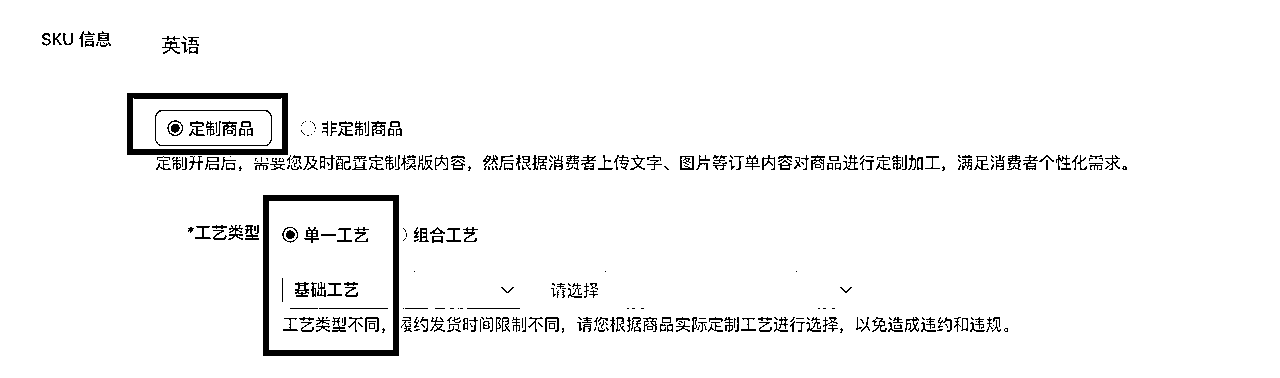 SKU 信息
英语
定制商品 非定制商品
定制开启后，需要您及时配置定制模版内容，然后根据消费者上传文字、图片等订单内容对商品进行定制加工，满足消费者个性化需求。
*工艺类型 单一工艺 组合工艺
基础工艺 请选择
工艺类型不同，履约发货时间限制不同，请您根据商品实际定制工艺进行选择，以免造成违约和违规。